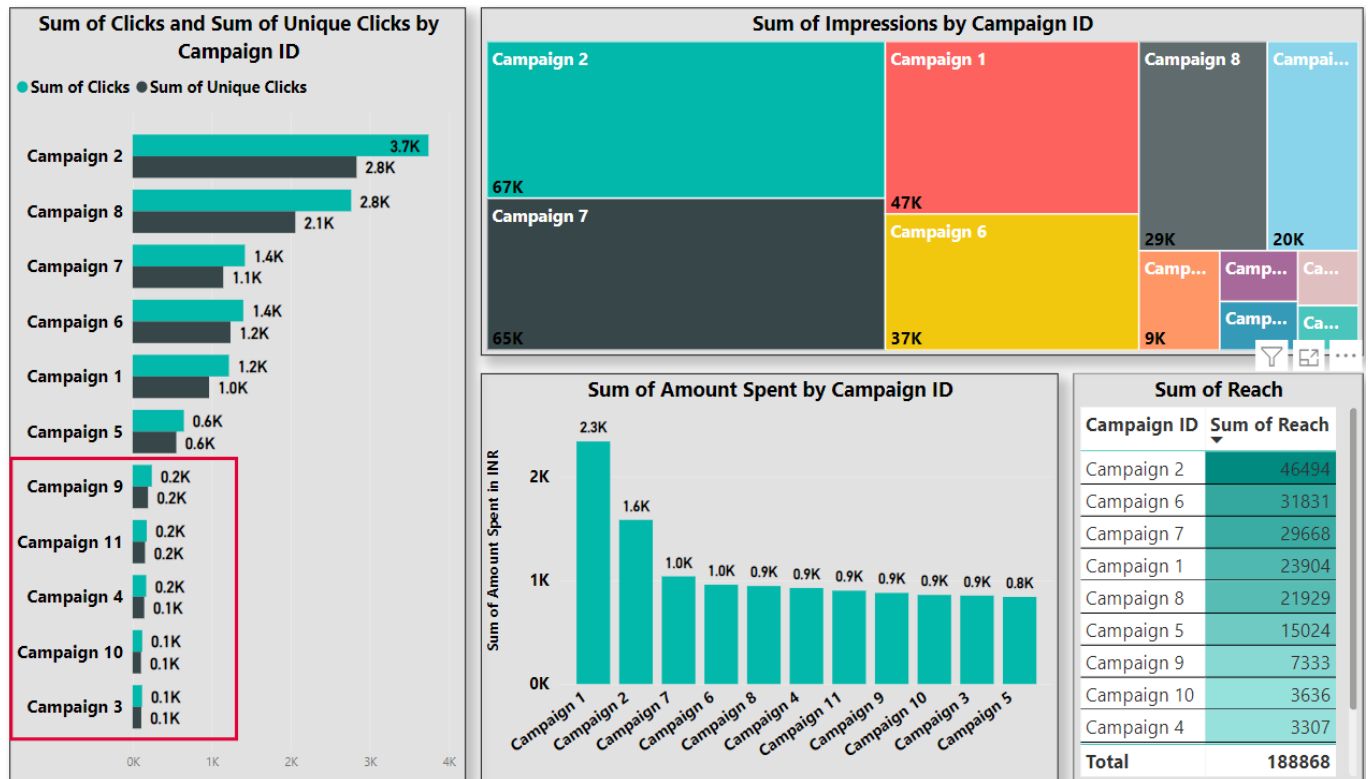 Sum of Clicks and Sum of Unique Clicks by
Campaign ID
Sum of Clicks Sum of Unique Clicks
Campaign 2
3.7K
2.8K
Campaign 8
2.8K
2.1K
Campaign 7
1.4K
1.1K
Campaign 6
1.4K
1.2K
Campaign 1
1.2K
1.0K
Campaign 5
0.6K
0.6K
Campaign 9
0.2K
0.2K
Campaign 11
0.2K
0.2K
Campaign 4
0.2K
0.1K
Campaign 10
0.1K
0.1K
Campaign 3
0.1K
0.1K
0K 1K 2K 3K 4K
Sum of Impressions by Campaign ID
Campaign 2
67K
Campaign 7
65K
Campaign 1
47K
Campaign 6
37K
Campaign 8
29K
Campai...
20K
Camp...
9K
Camp...
Camp...
Ca...
Ca...
Sum of Amount Spent by Campaign ID
Sum of Amount Spent in INR
2K
1K
0K
2.3K 1.6K 1.0K 1.0K 0.9K 0.9K 0.9K 0.9K 0.9K 0.9K 0.8K
Campaign 1 Campaign 2 Campaign 7 Campaign 6 Campaign 8 Campaign 4 Campaign 11 Campaign 9 Campaign 10 Campaign 3 Campaign 5
Sum of Reach
Campaign ID Sum of Reach
Campaign 2 46494
Campaign 6 31831
Campaign 7 29668
Campaign 1 23904
Campaign 8 21929
Campaign 5 15024
Campaign 9 7333
Campaign 10 3636
Campaign 4 3307
Total 188868